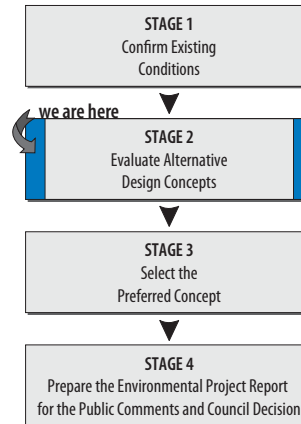 STAGE 1
Confirm Existing
Conditions
we are here
STAGE 2
Evaluate Alternative
Design Concepts
STAGE 3
Select the
Preferred Concept
STAGE 4
Prepare the Environmental Project Report
for the Public Comments and Council Decision